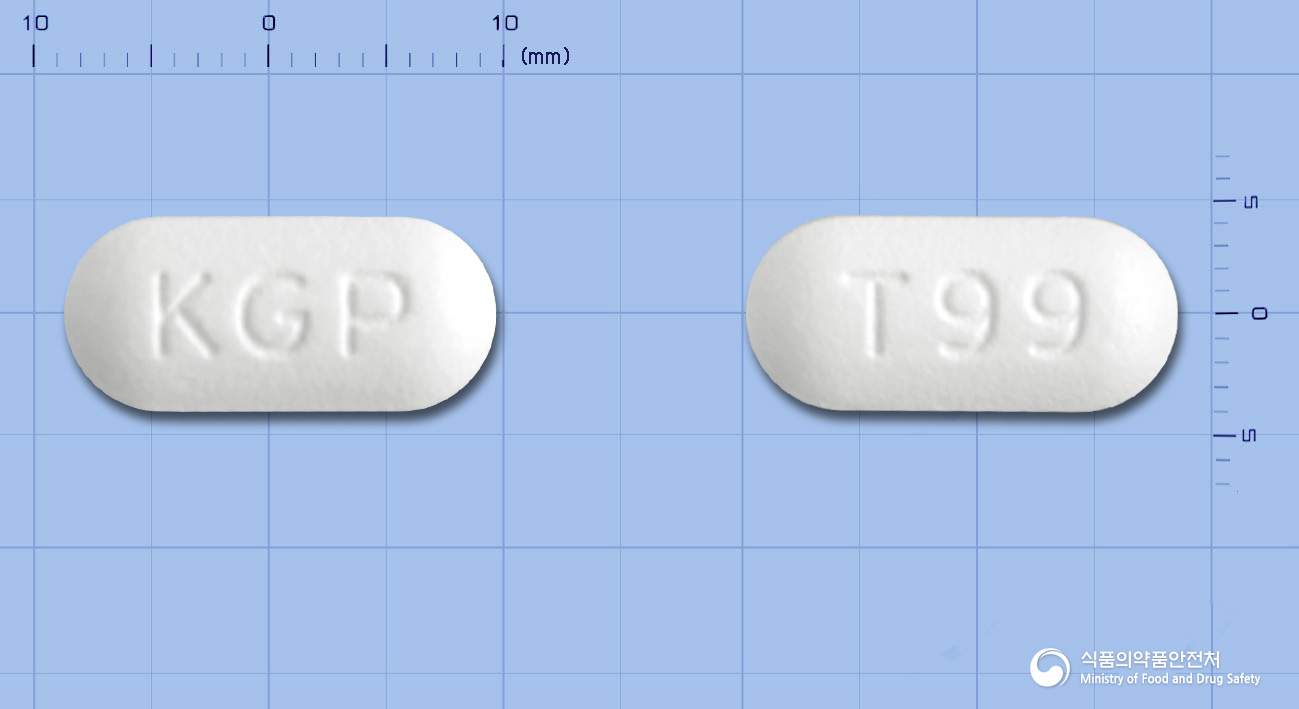 10 0 10
(mm)
KGP
T99
5
0
5
식품의약품안전처
Ministry of Food and Drug Safety